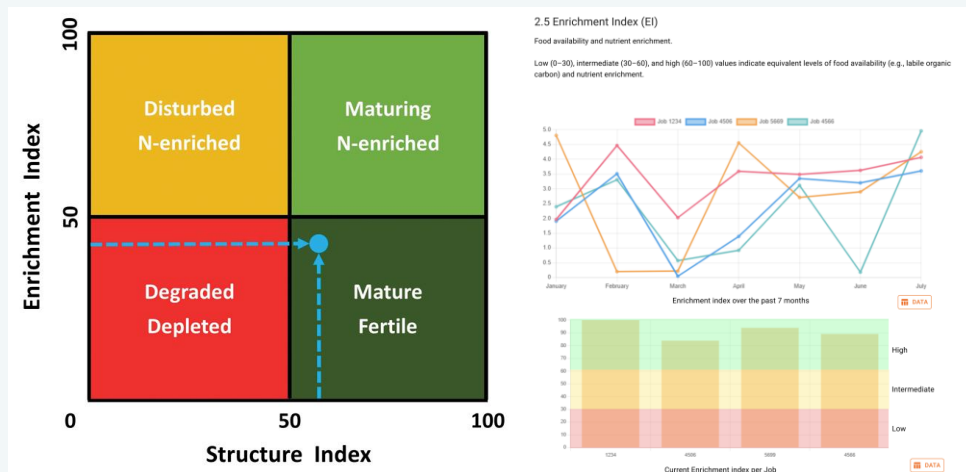 100
50
0
50
100
Enrichment Index
Structure Index
Disturbed
N-enriched
Maturing
N-enriched
Degraded
Depleted
Mature
Fertile
2.5 Enrichment Index (EI)
Food availability and nutrient enrichment.
Low (0–30), intermediate (30–60), and high (60–100) values indicate equivalent levels of food availability (e.g., labile organic
carbon) and nutrient enrichment.
Job 1234 Job 4506 Job 5669 Job 4566
5.0
4.5
4.0
3.5
3.0
2.5
2.0
1.5
1.0
0.5
0
January February March April May June July
Enrichment index over the past 7 months
DATA
100
90
80
70
60
50
40
30
20
10
0
High
Intermediate
Low
1234 4506 5669 4566
Current Enrichment index per Job
DATA